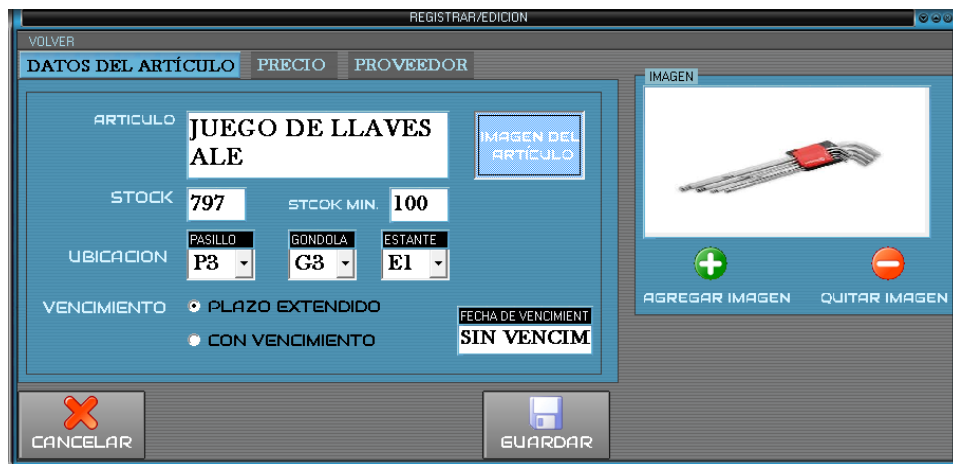 REGISTRAR/EDICION
VOLVER
DATOS DEL ARTÍCULO PRECIO PROVEEDOR
IMAGEN
ARTICULO
JUEGO DE LLAVES
ALE
IMAGEN DEL
ARTÍCULO
STOCK 797 STCOK MIN. 100
PASILLO GONDOLA ESTANTE
UBICACION P3 G3 E1
AGREGAR IMAGEN QUITAR IMAGEN
VENCIMIENTO PLAZO EXTENDIDO
FECHA DE VENCIMIENT
CON VENCIMIENTO SIN VENCIM
CANCELAR GUARDAR